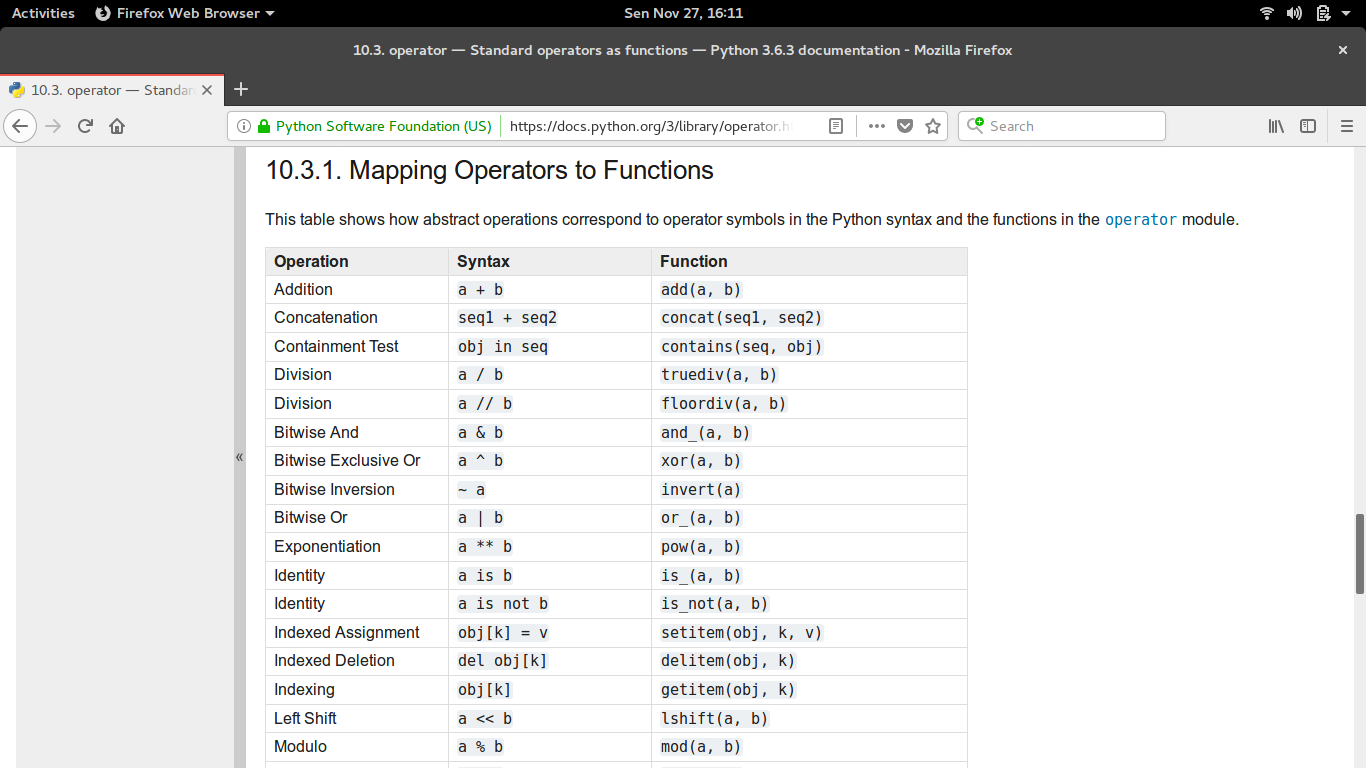 Activities Firefox Web Browser Sen Nov 27, 16:11
10.3. operator — Standard operators as functions — Python 3.6.3 documentation - Mozilla Firefox
10.3. operator — Standar
Python Software Foundation (US) https://docs.python.org/3/library/operator.h Search
10.3.1. Mapping Operators to Functions
This table shows how abstract operations correspond to operator symbols in the Python syntax and the functions in the operator module.
Operation Syntax Function
Addition a + b add(a, b)
Concatenation seq1 + seq2 concat(seq1, seq2)
Containment Test obj in seq contains(seq, obj)
Division a / b truediv(a, b)
Division a // b floordiv(a, b)
Bitwise And a & b and_(a, b)
Bitwise Exclusive Or a ^ b xor(a, b)
Bitwise Inversion ~ a invert(a)
Bitwise Or a | b or_(a, b)
Exponentiation a ** b pow(a, b)
Identity a is b is_(a, b)
Identity a is not b is_not(a, b)
Indexed Assignment obj[k] = v setitem(obj, k, v)
Indexed Deletion del obj[k] delitem(obj, k)
Indexing obj[k] getitem(obj, k)
Left Shift a << b lshift(a, b)
Modulo a % b mod(a, b)
«